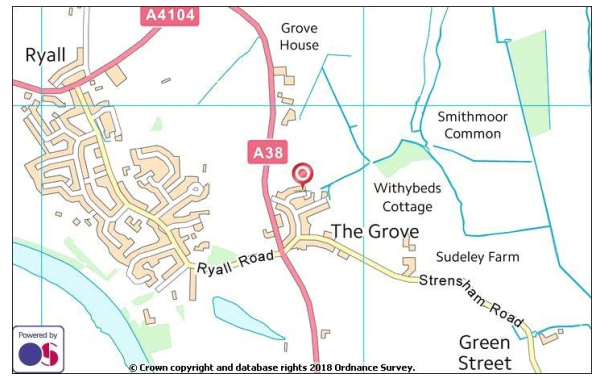 A4104
Grove
House
Ryall
Smithmoor
Common
A38
Withybeds
Cottage
The Grove
Sudeley Farm
Ryall Road
Strensham Road
Green
Street
Powered by
OS
© Crown copyright and database rights 2018 Ordnance Survey.